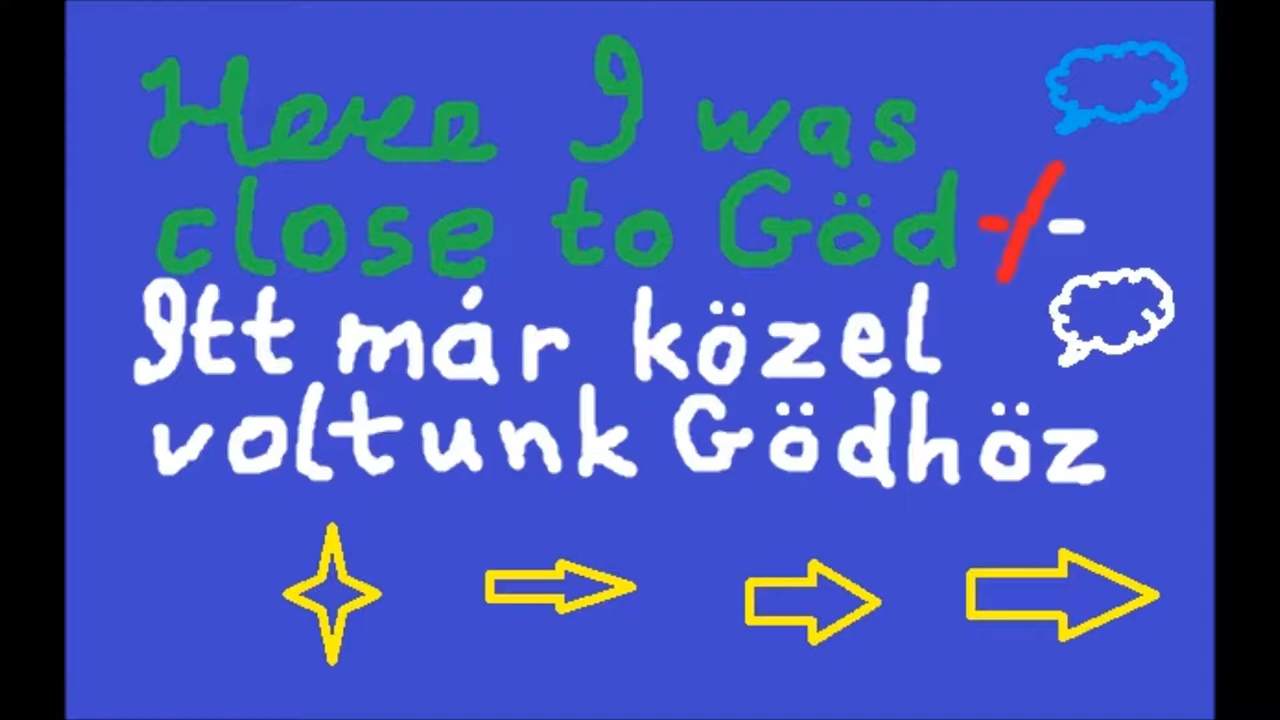 Here I was
close to Göd -/-
Itt már közel
voltunk Gödhöz